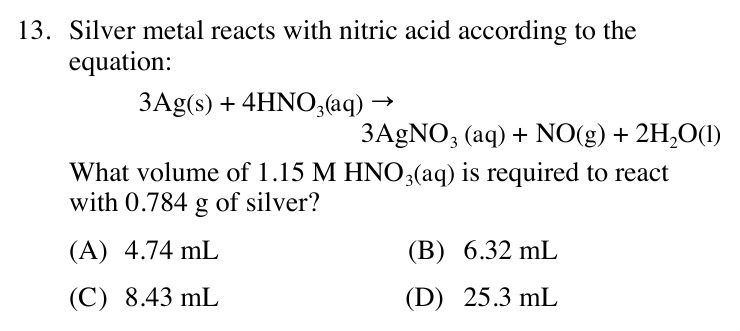 13. Silver metal reacts with nitric acid according to the
equation:
3Ag(s) + 4HNO₃(aq) →
3AgNO₃ (aq) + NO(g) + 2H₂O(l)
What volume of 1.15 M HNO₃(aq) is required to react
with 0.784 g of silver?
(A) 4.74 mL (B) 6.32 mL
(C) 8.43 mL (D) 25.3 mL